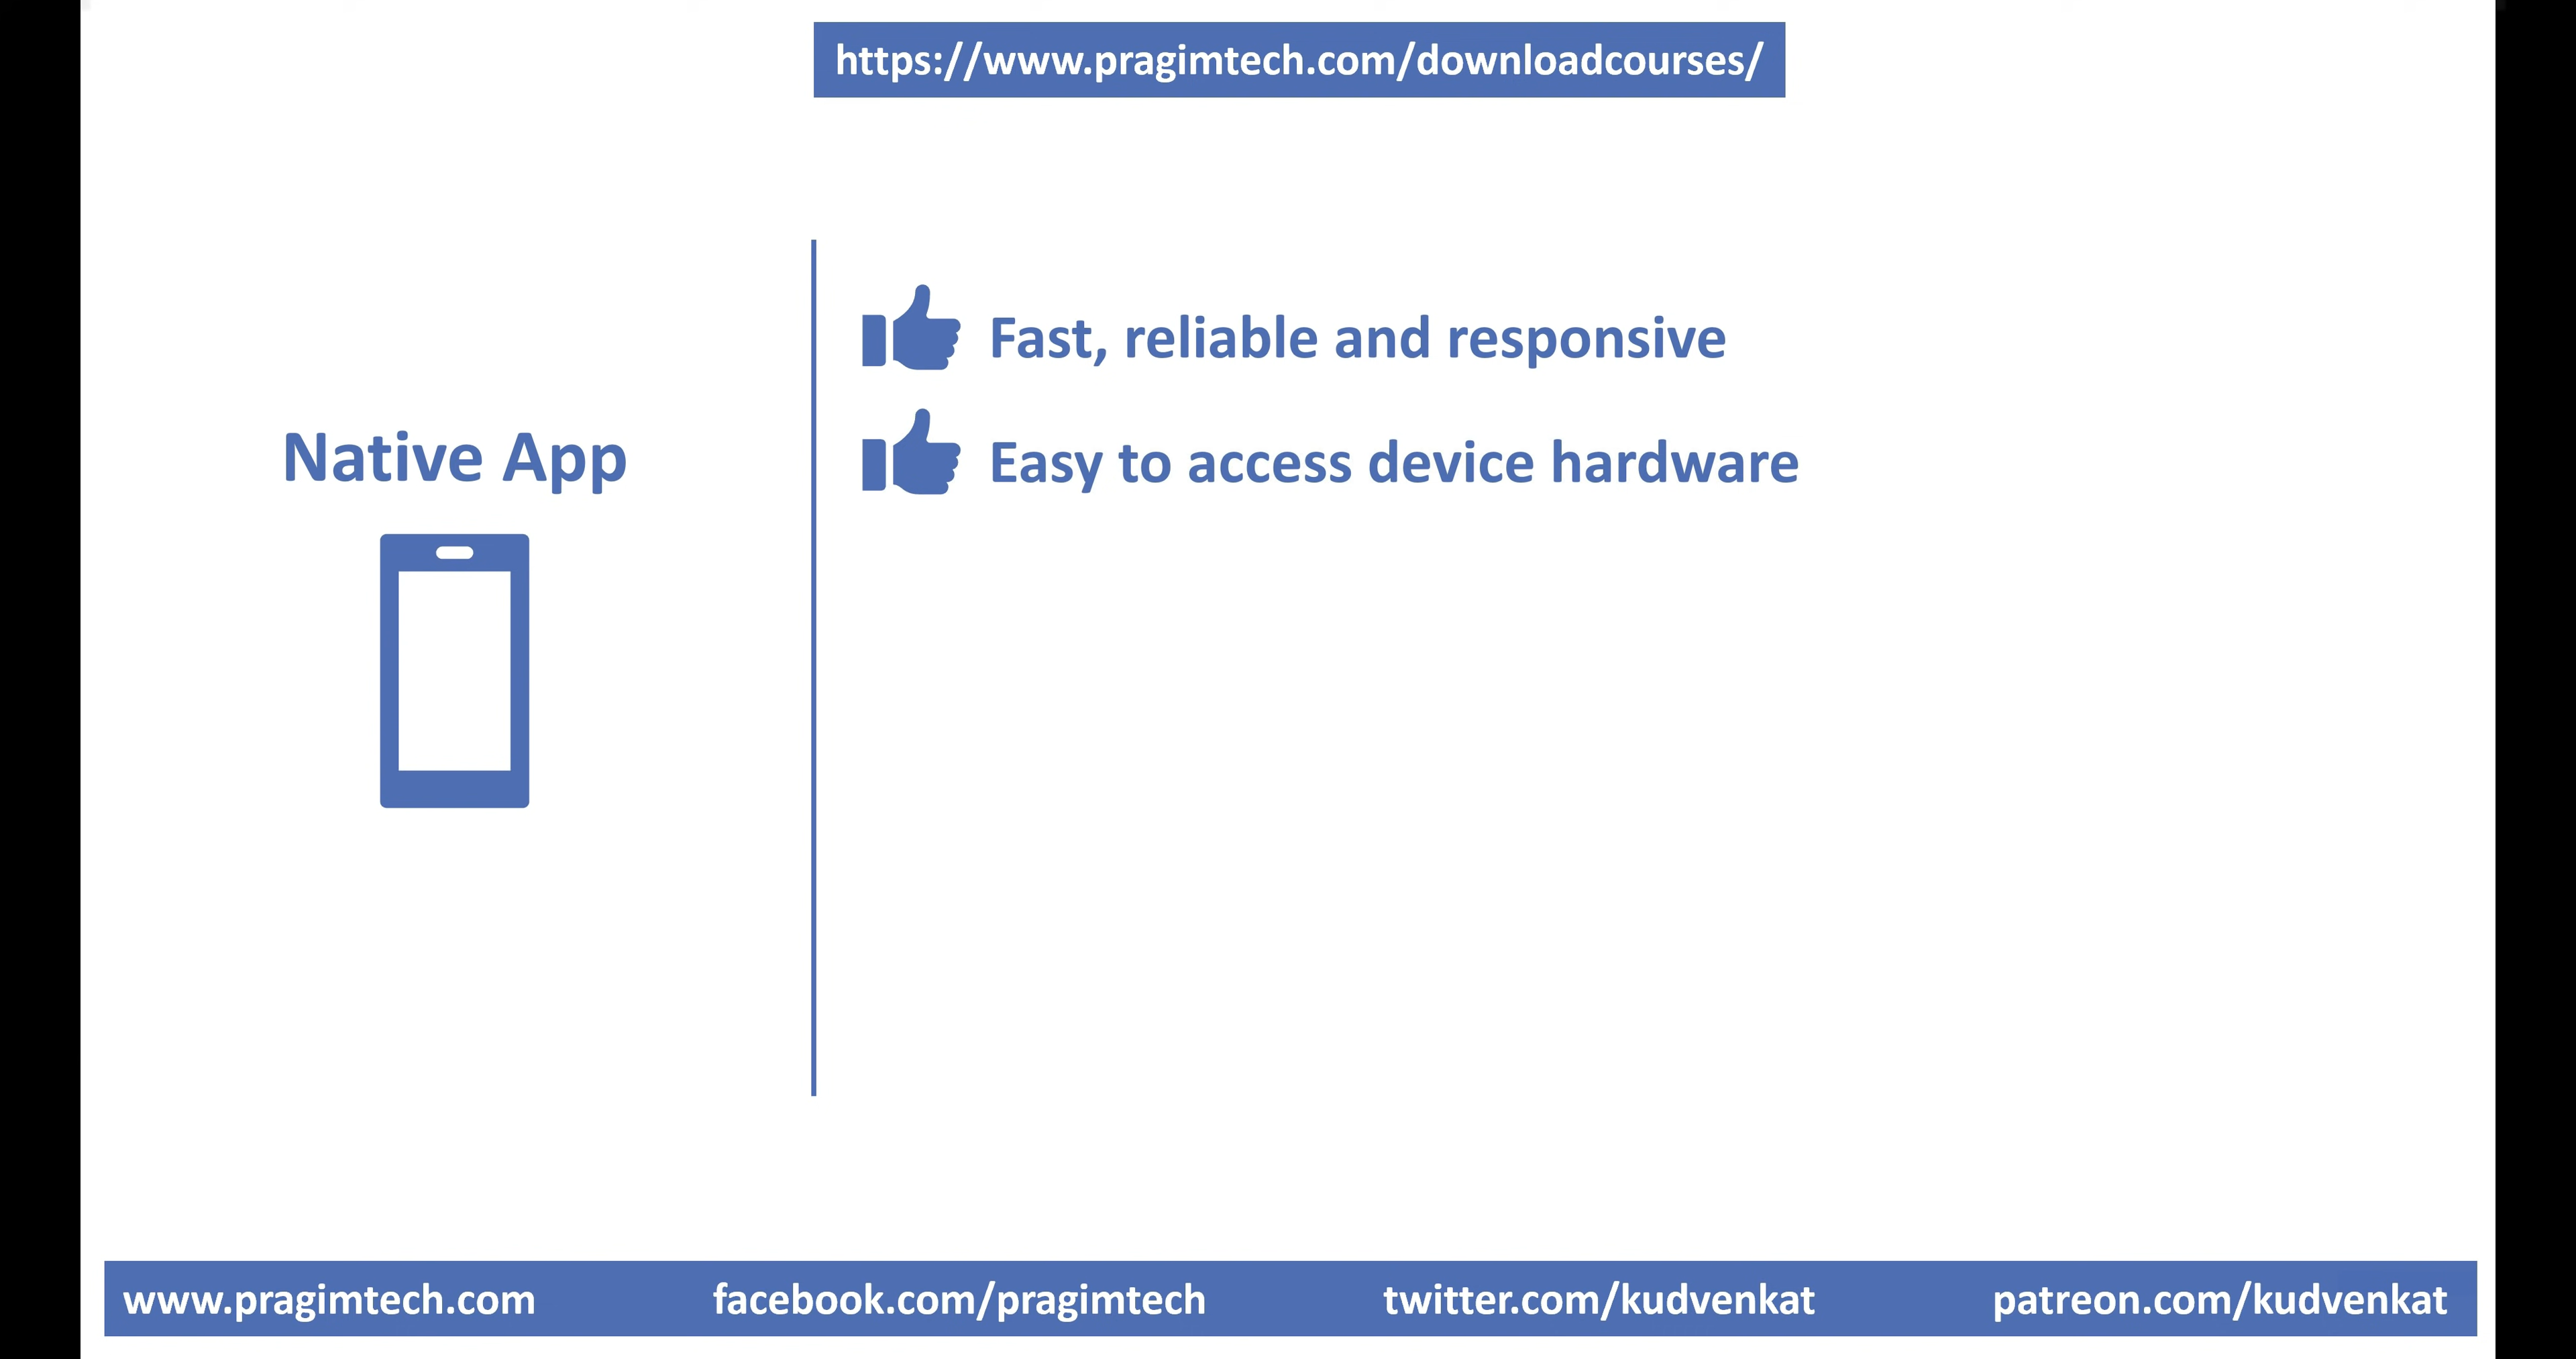 https://www.pragimtech.com/downloadcourses/
Native App
Fast, reliable and responsive
Easy to access device hardware
www.pragimtech.com facebook.com/pragimtech twitter.com/kudvenkat patreon.com/kudvenkat